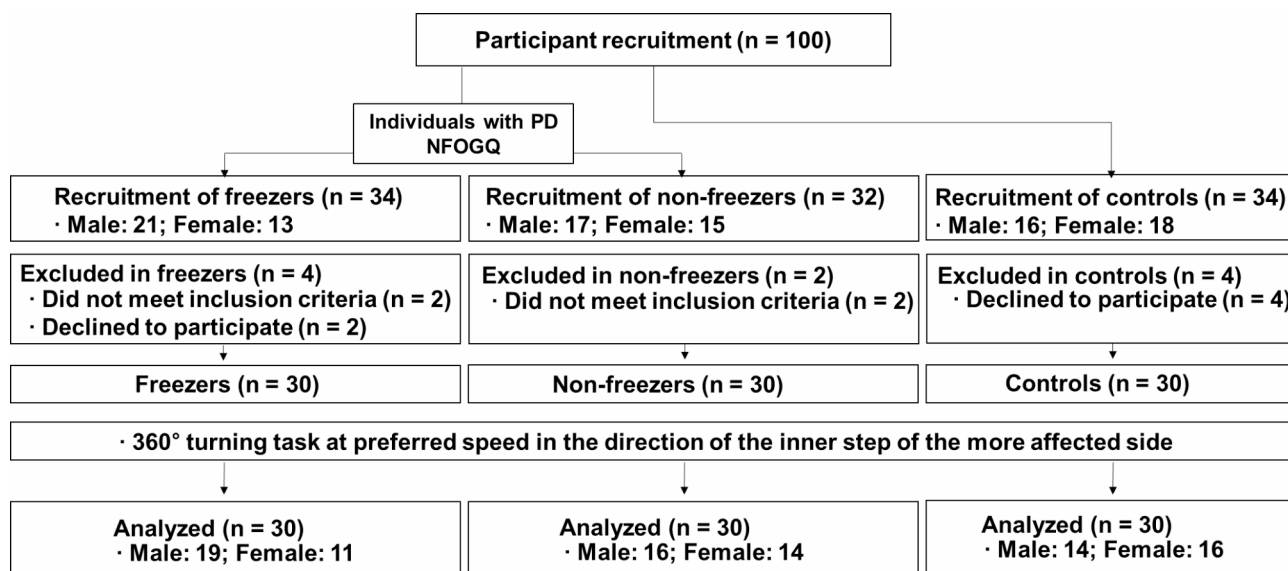 Participant recruitment (n = 100)
Individuals with PD
NFOGQ
Recruitment of freezers (n = 34)
· Male: 21; Female: 13
Recruitment of non-freezers (n = 32)
· Male: 17; Female: 15
Recruitment of controls (n = 34)
· Male: 16; Female: 18
Excluded in freezers (n = 4)
· Did not meet inclusion criteria (n = 2)
· Declined to participate (n = 2)
Excluded in non-freezers (n = 2)
· Did not meet inclusion criteria (n = 2)
Excluded in controls (n = 4)
· Declined to participate (n = 4)
Freezers (n = 30)
Non-freezers (n = 30)
Controls (n = 30)
· 360° turning task at preferred speed in the direction of the inner step of the more affected side
Analyzed (n = 30)
· Male: 19; Female: 11
Analyzed (n = 30)
· Male: 16; Female: 14
Analyzed (n = 30)
· Male: 14; Female: 16